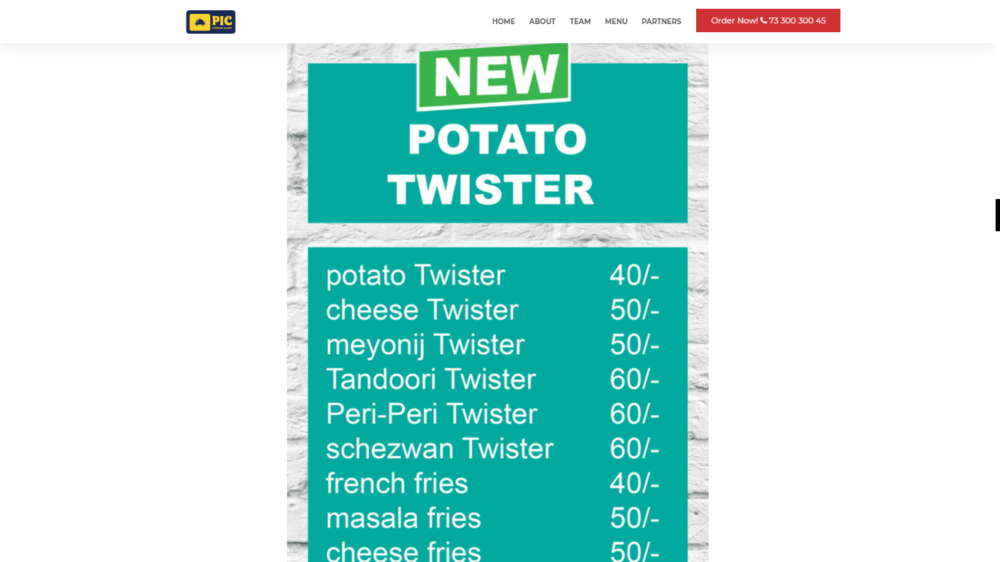 PIC
HOME ABOUT TEAM MENU PARTNERS Order Now! 73 300 300 45
NEW
POTATO
TWISTER
potato Twister 40/-
cheese Twister 50/-
meyonij Twister 50/-
Tandoori Twister 60/-
Peri-Peri Twister 60/-
schezwan Twister 60/-
french fries 40/-
masala fries 50/-
cheese fries 50/-